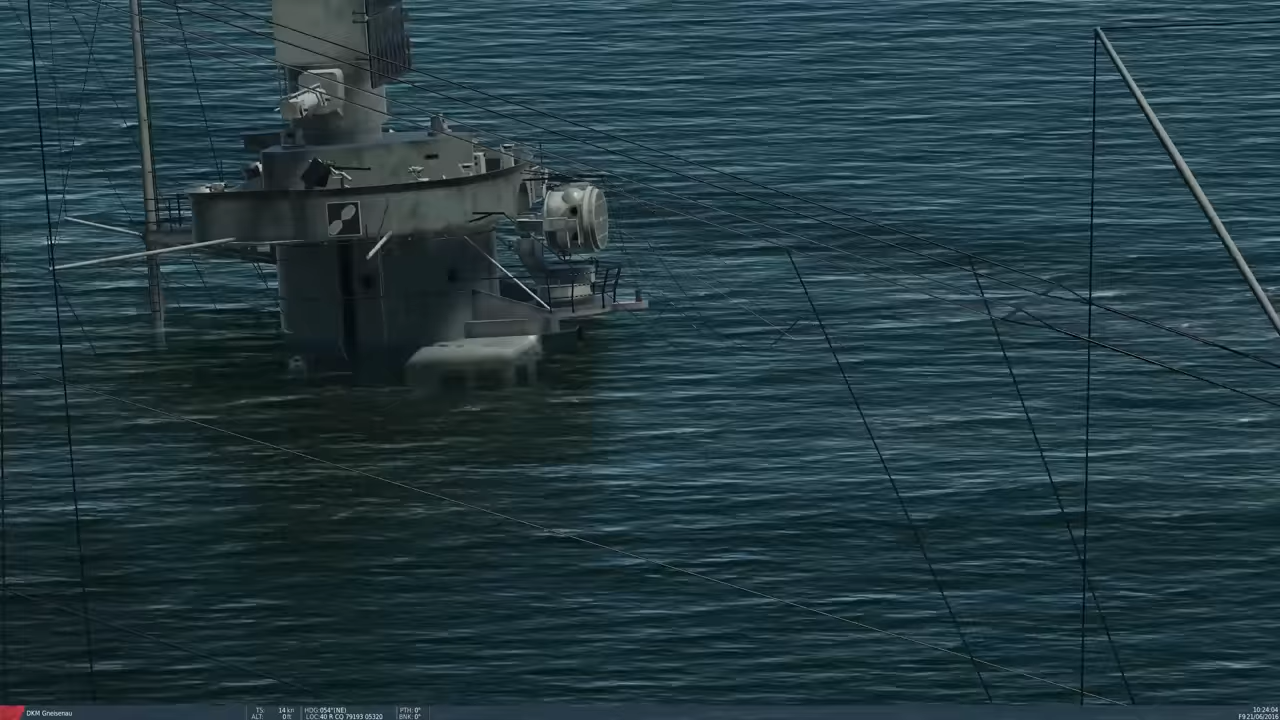 DKM Gneisenau
TS: 14 kn HDG:054°(NE) PTH: 0° 10:24:04
ALT: 0 ft LOC:40 R CQ 79193 05320 BNK: 0° F9 21/06/2016